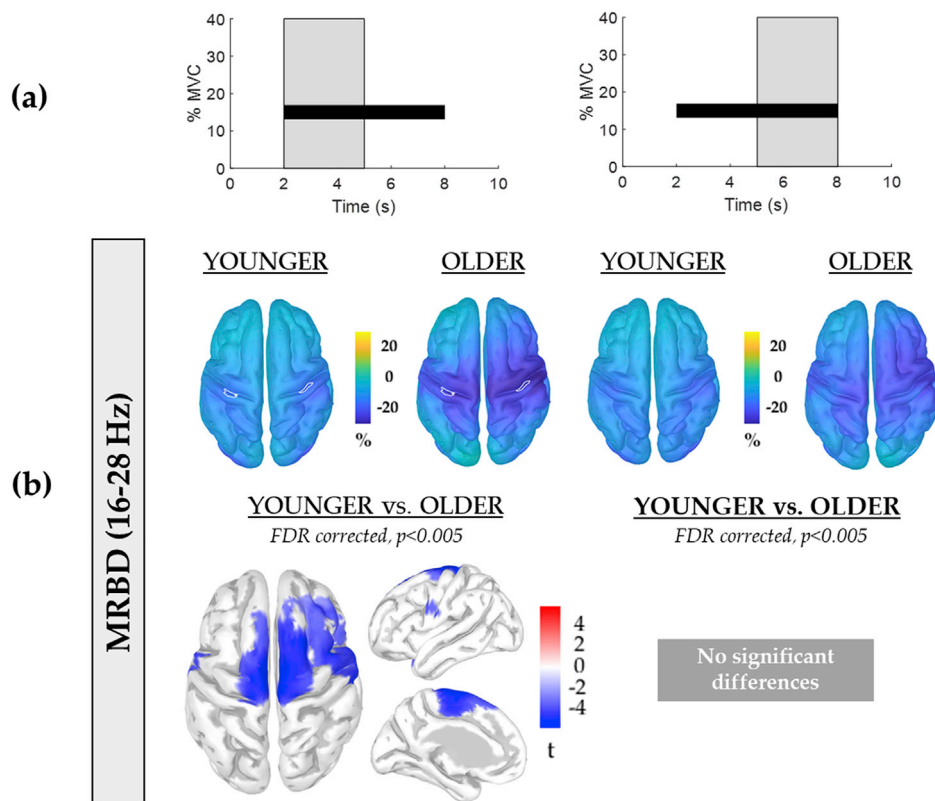 (a)
% MVC
40
30
20
10
0
0 2 4 6 8 10
Time (s)
% MVC
40
30
20
10
0
0 2 4 6 8 10
Time (s)
(b)
MRBD (16-28 Hz)
YOUNGER
OLDER
20
0
-20
%
YOUNGER
OLDER
20
0
-20
%
YOUNGER vs. OLDER
FDR corrected, p<0.005
4
2
0
-2
-4
t
YOUNGER vs. OLDER
FDR corrected, p<0.005
No significant
differences